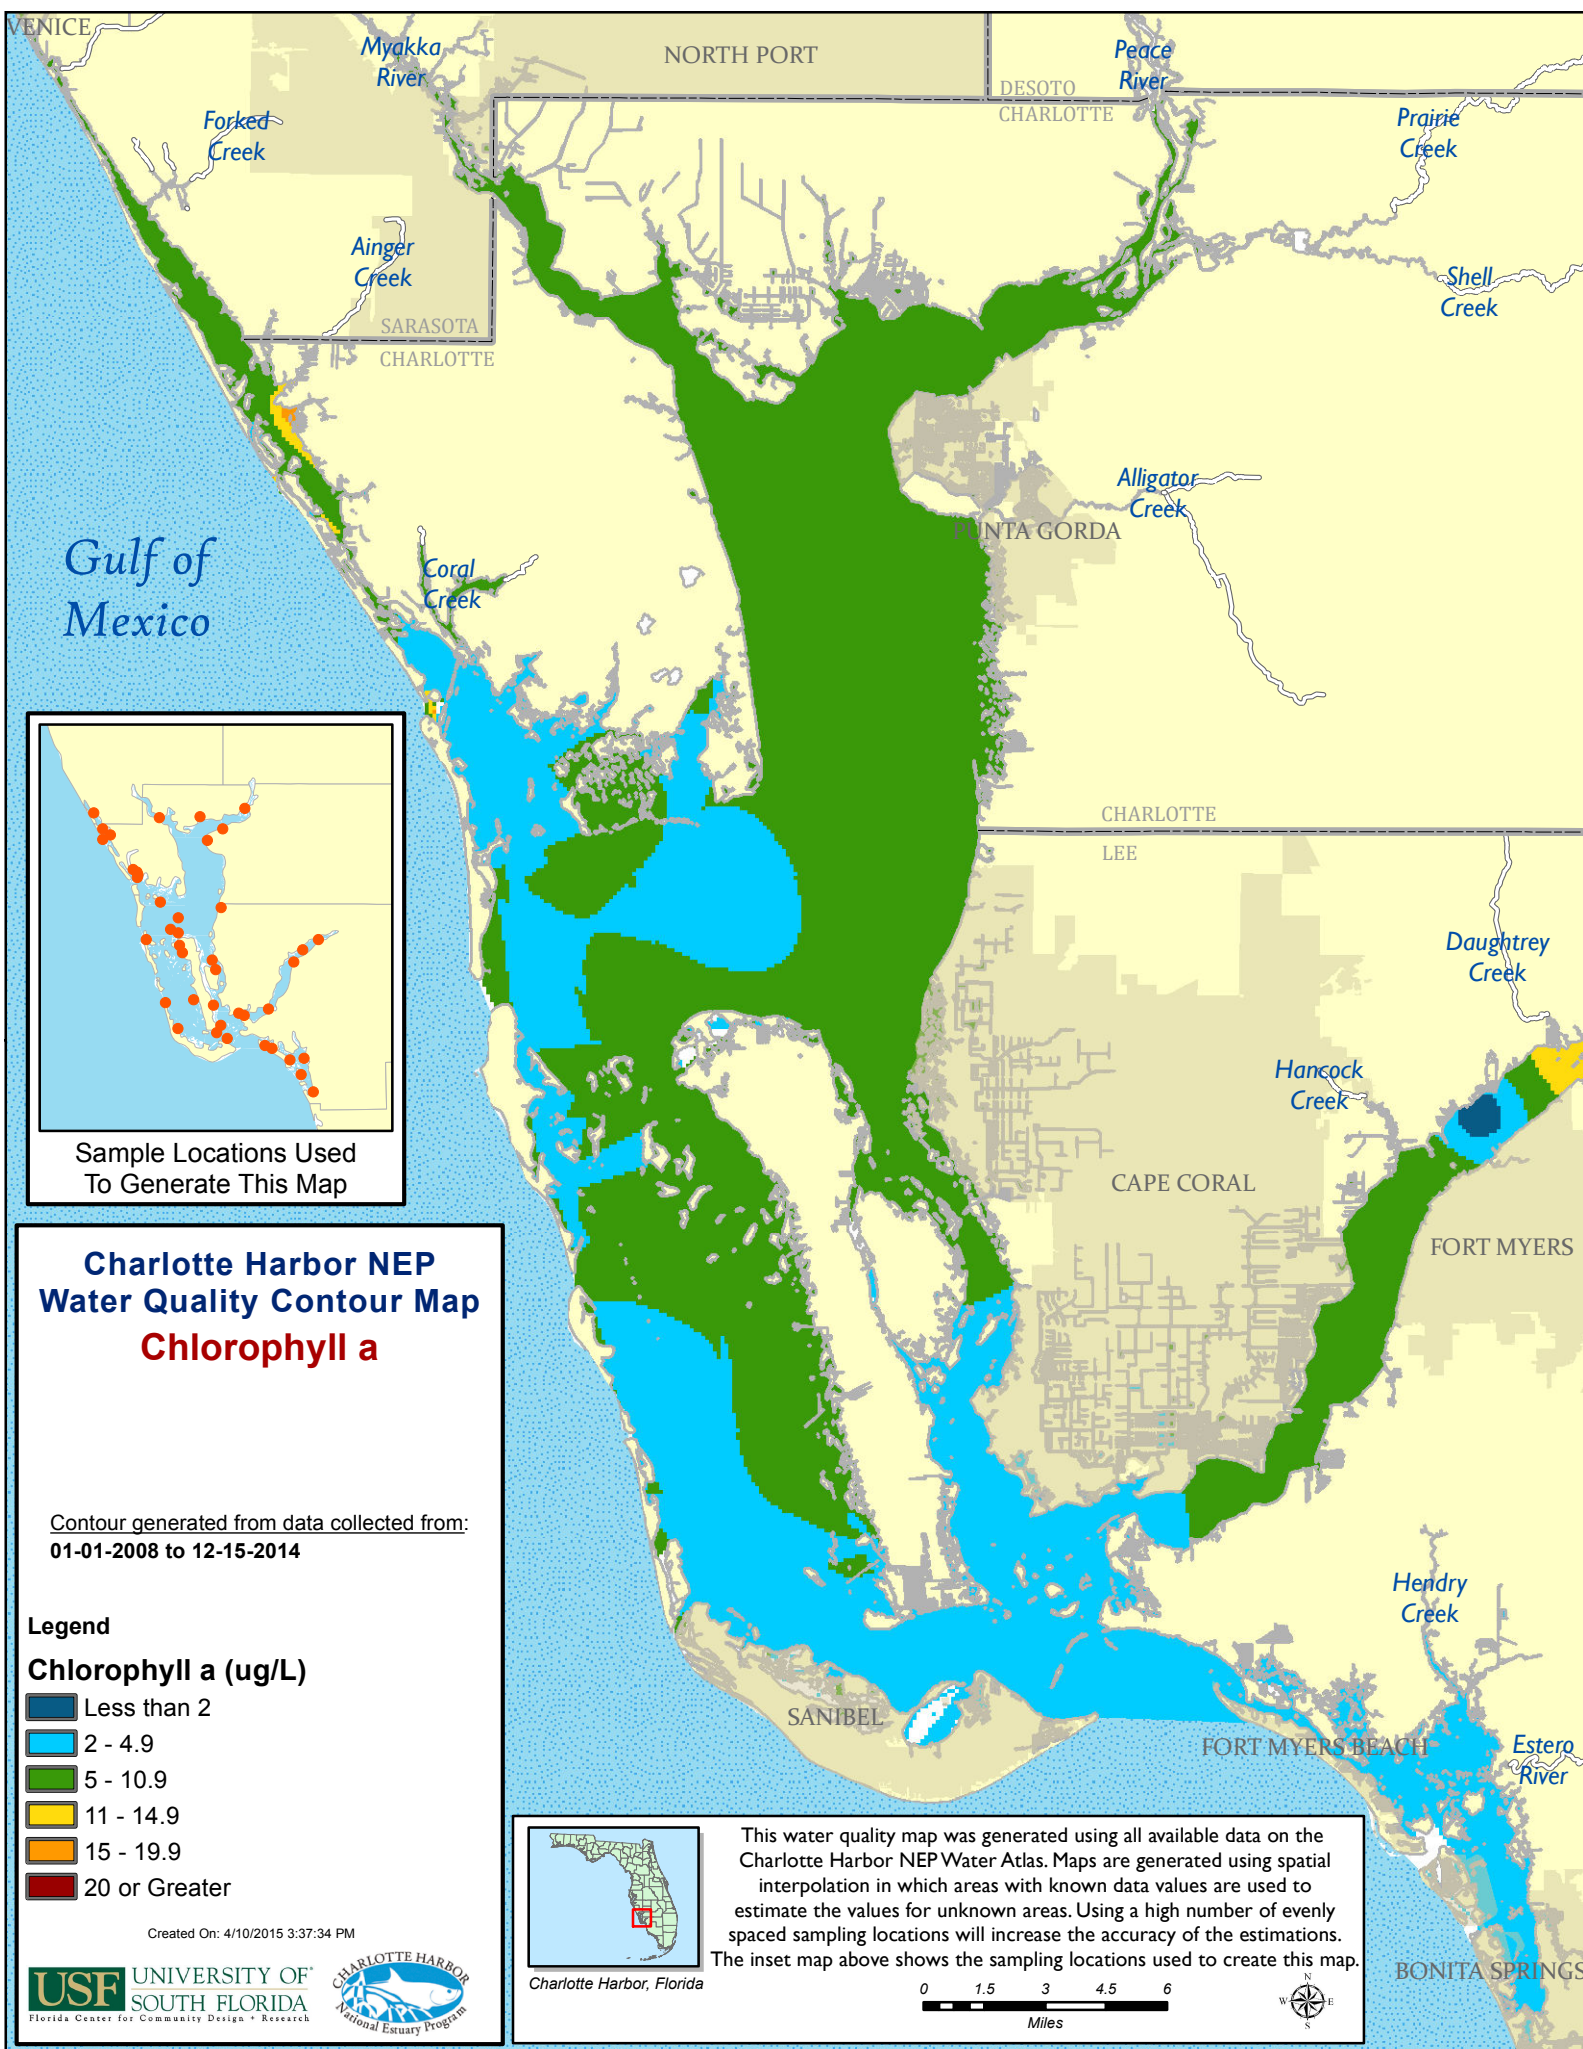 VENICE
Myakka
River
NORTH PORT
Peace
River
DESOTO
CHARLOTTE
Forked
Creek
Prairie
Creek
Ainger
Creek
Shell
Creek
SARASOTA
CHARLOTTE
Alligator
Creek
PUNTA GORDA
Gulf of
Mexico
Coral
Creek
CHARLOTTE
LEE
Daughtrey
Creek
Hancock
Creek
CAPE CORAL
FORT MYERS
Sample Locations Used
To Generate This Map
Charlotte Harbor NEP
Water Quality Contour Map
Chlorophyll a
Contour generated from data collected from:
01-01-2008 to 12-15-2014
Legend
Chlorophyll a (ug/L)
Less than 2
2 - 4.9
5 - 10.9
11 - 14.9
15 - 19.9
20 or Greater
Created On: 4/10/2015 3:37:34 PM
USF UNIVERSITY OF
SOUTH FLORIDA
Florida Center for Community Design + Research
CHARLOTTE HARBOR
National Estuary Program
Hendry
Creek
SANIBEL
FORT MYERS BEACH
Estero
River
BONITA SPRINGS
Charlotte Harbor, Florida
This water quality map was generated using all available data on the
Charlotte Harbor NEP Water Atlas. Maps are generated using spatial
interpolation in which areas with known data values are used to
estimate the values for unknown areas. Using a high number of evenly
spaced sampling locations will increase the accuracy of the estimations.
The inset map above shows the sampling locations used to create this map.
0 1.5 3 4.5 6
Miles
N
W E
S